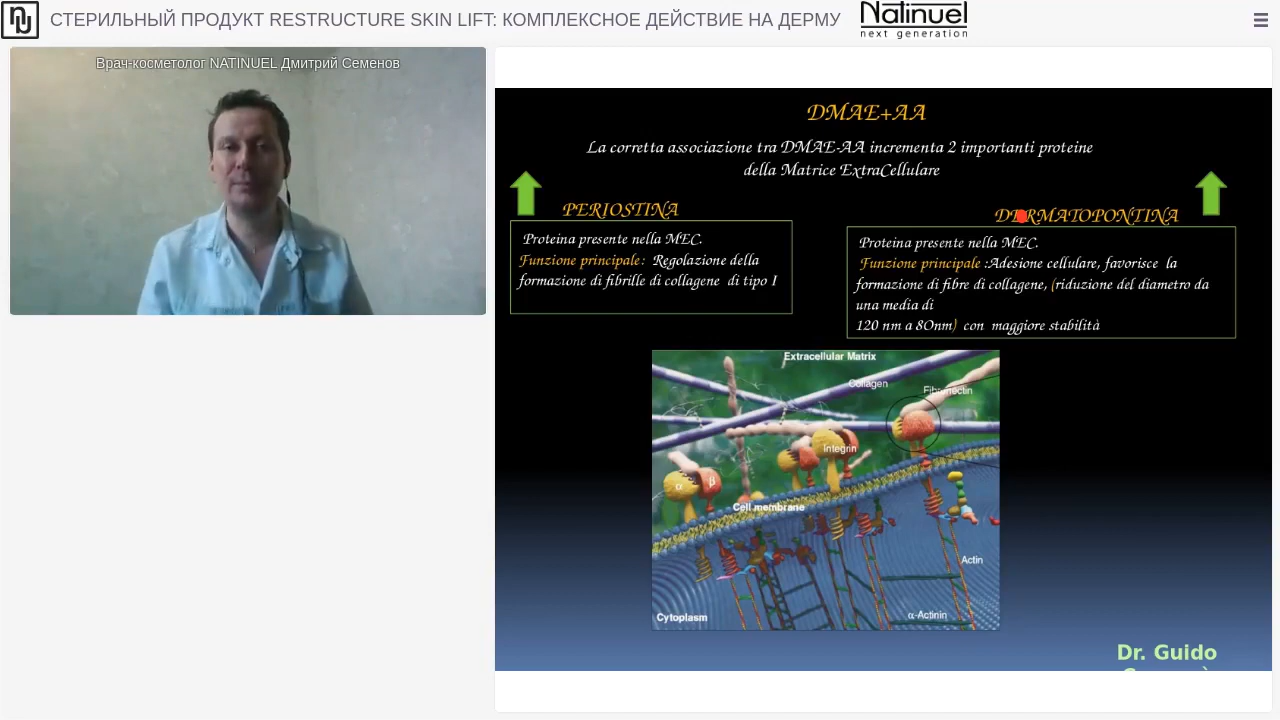 СТЕРИЛЬНЫЙ ПРОДУКТ RESTRUCTURE SKIN LIFT: КОМПЛЕКСНОЕ ДЕЙСТВИЕ НА ДЕРМУ
Natinuel
next generation
Врач-косметолог NATINUEL Дмитрий Семенов
DMAE+AA
La corretta associazione tra DMAE-AA incrementa 2 importanti proteine
della Matrice ExtraCellulare
PERIOSTINA
Proteina presente nella MEC.
Funzione principale: Regolazione della
formazione di fibrille di collagene di tipo I
DERMATOPONTINA
Proteina presente nella MEC.
Funzione principale :Adesione cellulare, favorisce la
formazione di fibre di collagene, (riduzione del diametro da
una media di
120 nm a 80nm) con maggiore stabilità
Extracellular Matrix
Collagen
Fibronectin
Integrin
α
β
Cell membrane
Actin
α-Actinin
Cytoplasm
Dr. Guido